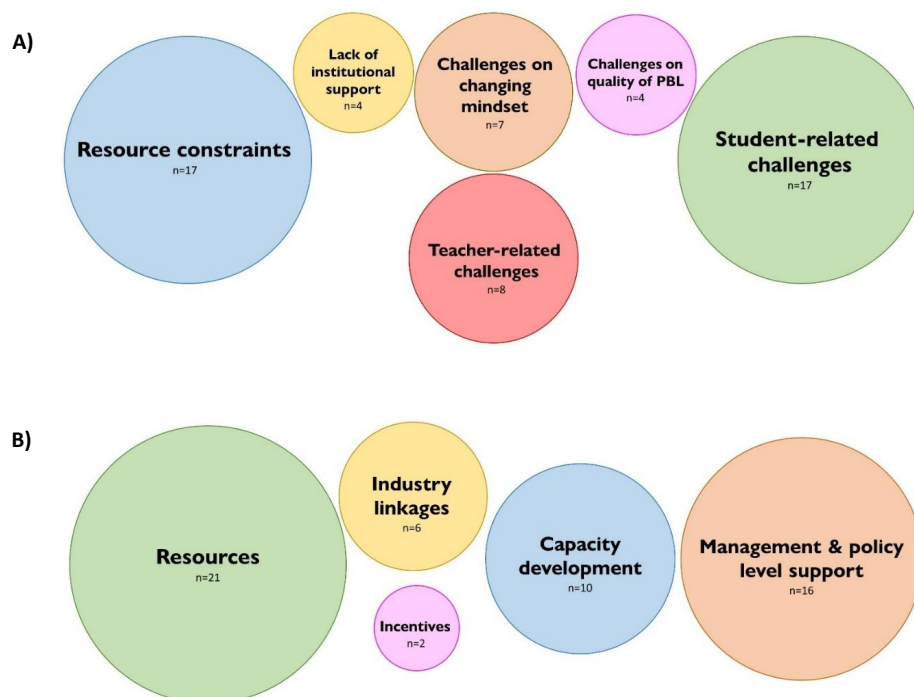 A)
Resource constraints
n=17
Lack of
institutional
support
n=4
Challenges on
changing
mindset
n=7
Challenges on
quality of PBL
n=4
Student-related
challenges
n=17
Teacher-related
challenges
n=8
B)
Resources
n=21
Industry
linkages
n=6
Incentives
n=2
Capacity
development
n=10
Management & policy
level support
n=16